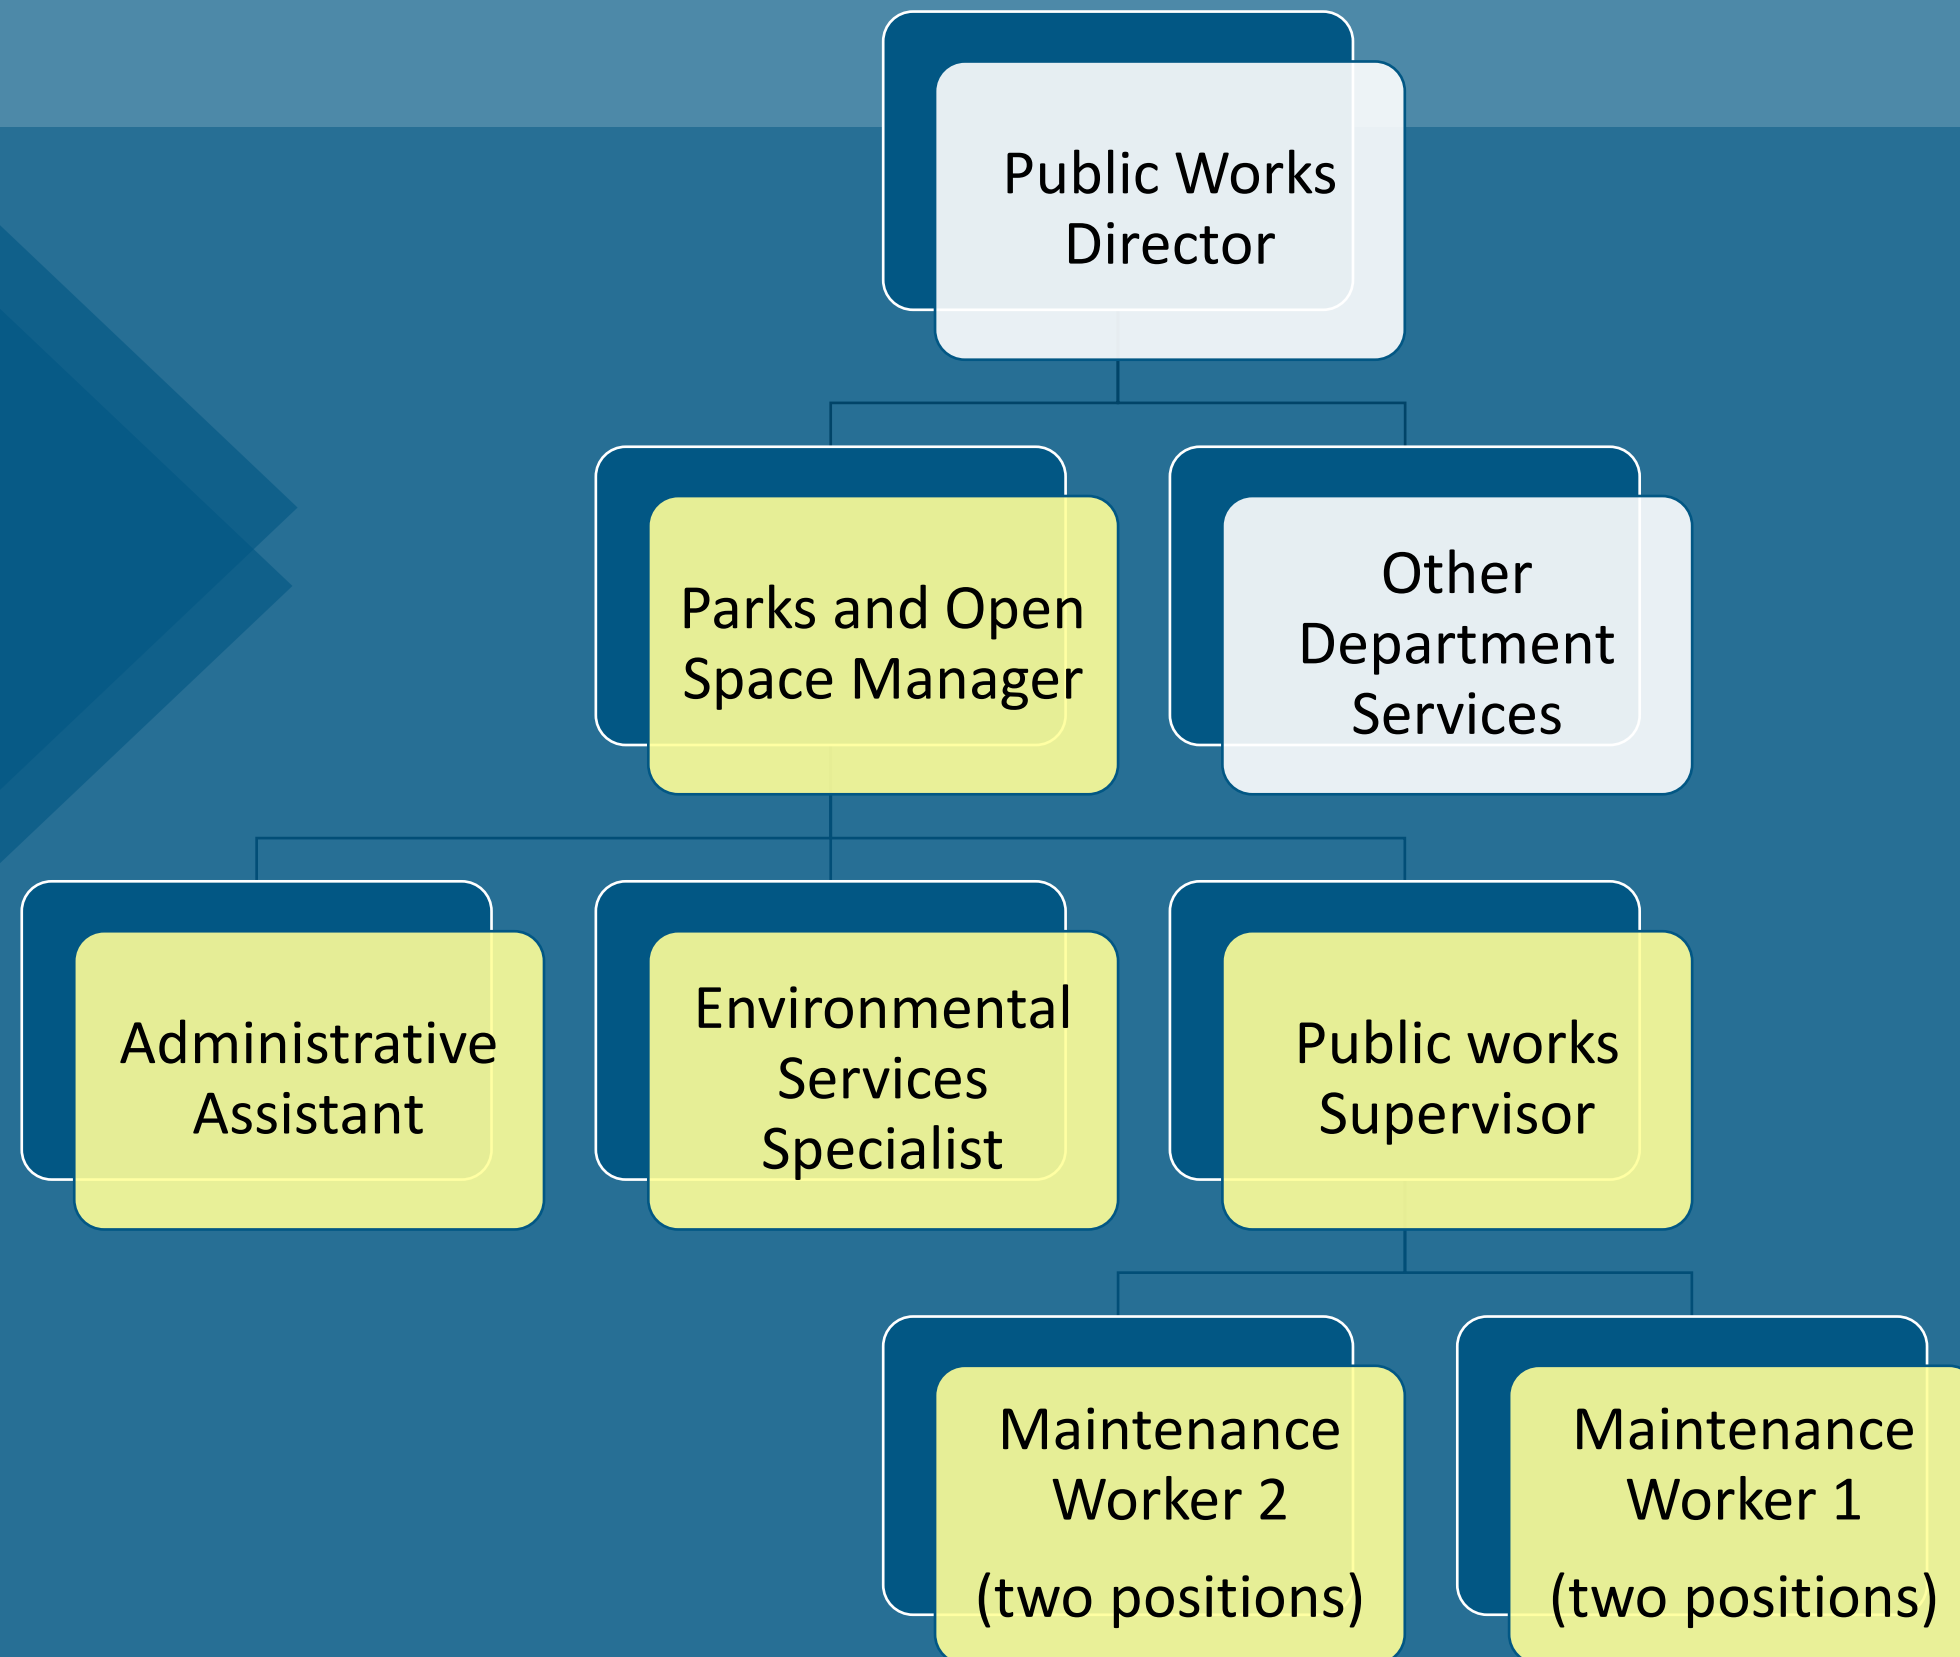 Public Works
Director
Parks and Open
Space Manager
Other
Department
Services
Administrative
Assistant
Environmental
Services
Specialist
Public works
Supervisor
Maintenance
Worker 2
(two positions)
Maintenance
Worker 1
(two positions)